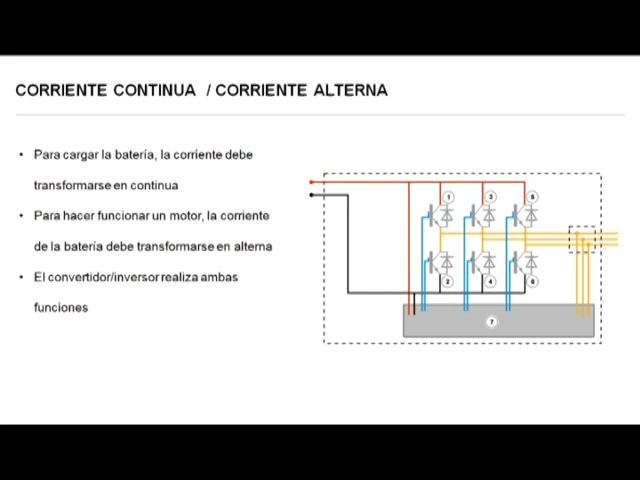 CORRIENTE CONTINUA / CORRIENTE ALTERNA
• Para cargar la batería, la corriente debe
transformarse en continua
• Para hacer funcionar un motor, la corriente
de la batería debe transformarse en alterna
• El convertidor/inversor realiza ambas
funciones
1 3 5
2 4 6
7